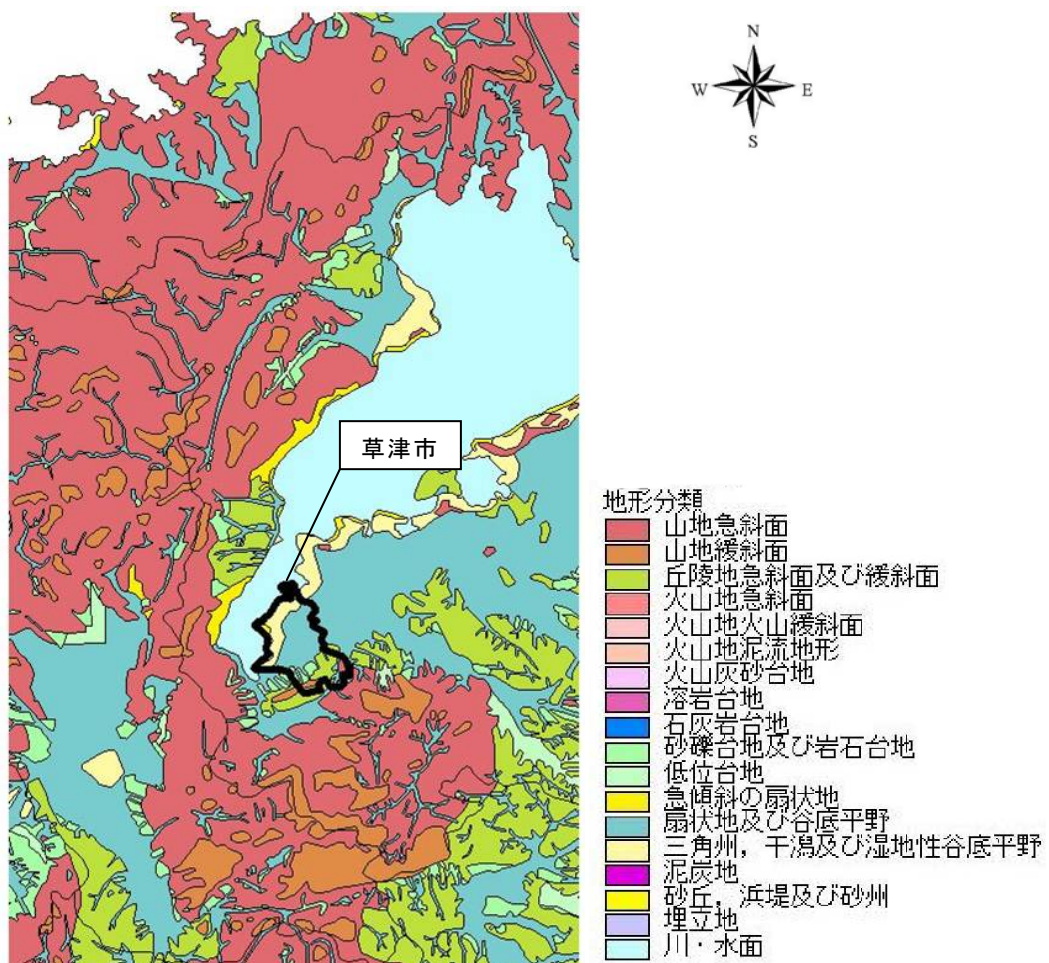 N
W E
S
草津市
地形分類
山地急斜面
山地緩斜面
丘陵地急斜面及び緩斜面
火山地急斜面
火山地火山緩斜面
火山地泥流地形
火山灰砂台地
溶岩台地
石灰岩台地
砂礫台地及び岩石台地
低位台地
急傾斜の扇状地
扇状地及び谷底平野
三角州，干潟及び湿地性谷底平野
泥炭地
砂丘，浜堤及び砂州
埋立地
川・水面